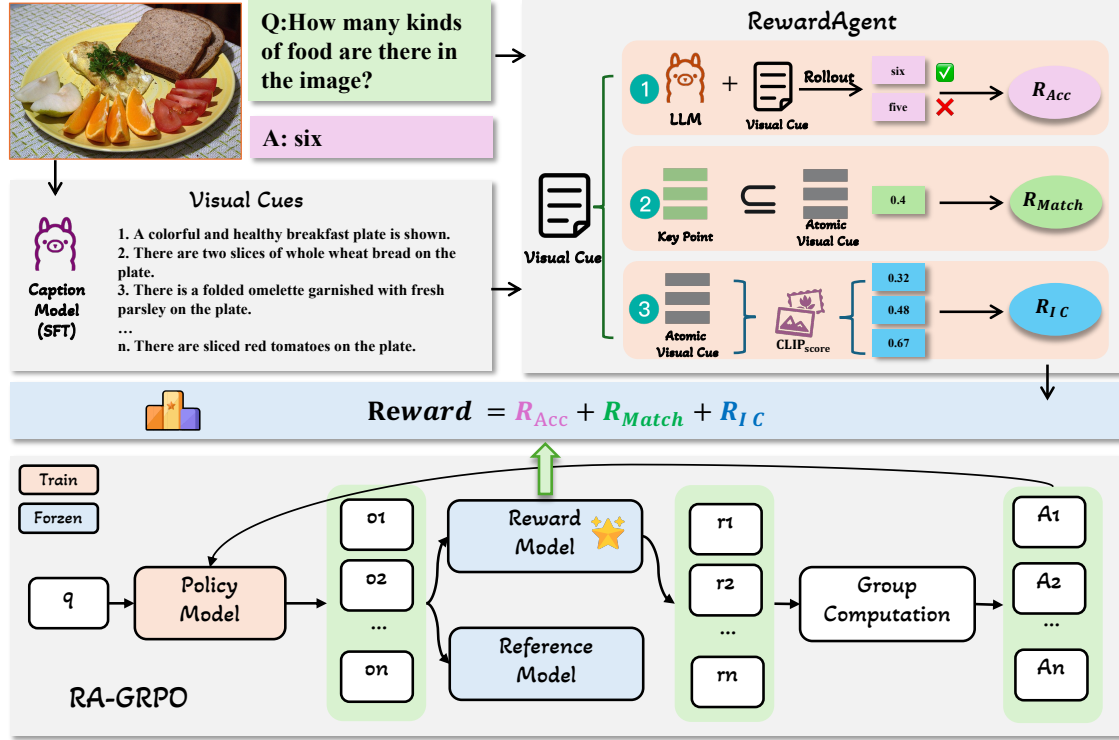 Q:How many kinds
of food are there in
the image?
A: six
Visual Cues
1. A colorful and healthy breakfast plate is shown.
2. There are two slices of whole wheat bread on the
plate.
3. There is a folded omelette garnished with fresh
parsley on the plate.
...
n. There are sliced red tomatoes on the plate.
Caption
Model
(SFT)
RewardAgent
Visual Cue
1
LLM
+
Visual Cue
Rollout
six
five
R_Acc
2
Key Point
⊆
Atomic
Visual Cue
0.4
R_Match
3
Atomic
Visual Cue
CLIP_score
0.32
0.48
0.67
R_I C
Reward = R_Acc + R_Match + R_I C
Train
Forzen
q
Policy
Model
o1
o2
...
on
Reward
Model
Reference
Model
r1
r2
...
rn
Group
Computation
A1
A2
...
An
RA-GRPO